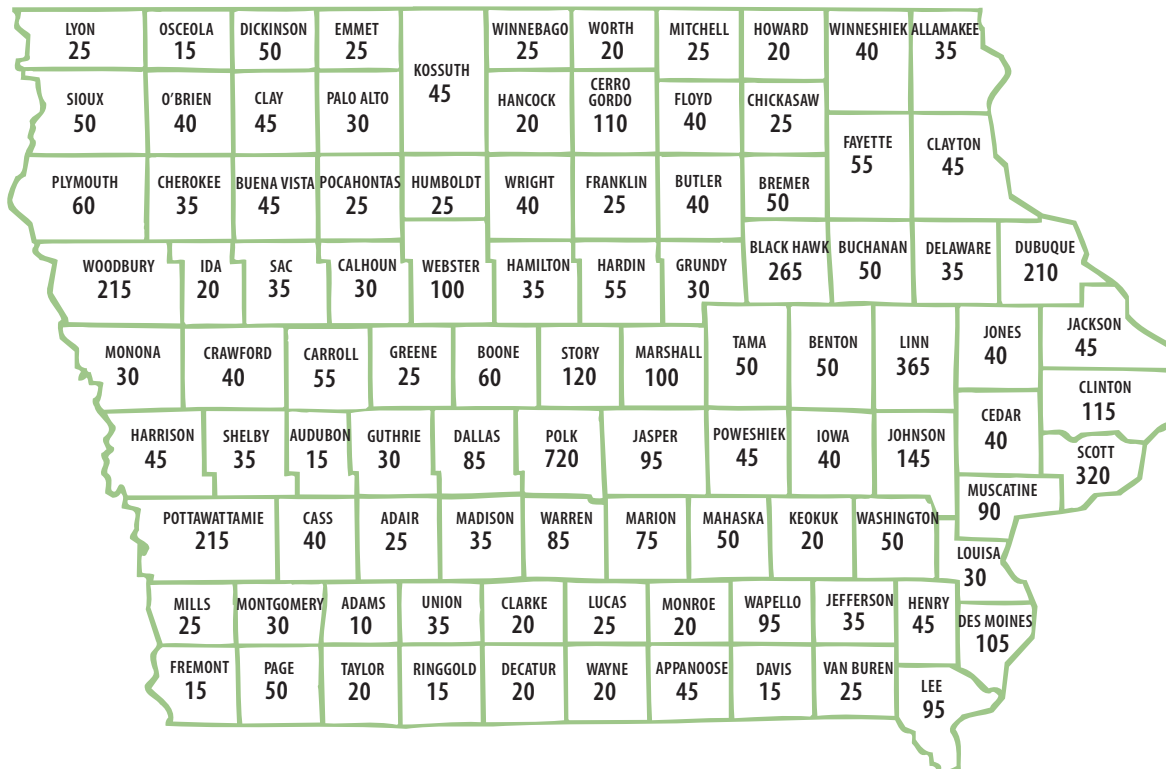 LYON
25
OSCEOLA
15
DICKINSON
50
EMMET
25
KOSSUTH
45
WINNEBAGO
25
WORTH
20
MITCHELL
25
HOWARD
20
WINNESHIEK
40
ALLAMAKEE
35
SIOUX
50
O'BRIEN
40
CLAY
45
PALO ALTO
30
HANCOCK
20
CERRO
GORDO
110
FLOYD
40
CHICKASAW
25
FAYETTE
55
CLAYTON
45
PLYMOUTH
60
CHEROKEE
35
BUENA VISTA
45
POCAHONTAS
25
HUMBOLDT
25
WRIGHT
40
FRANKLIN
25
BUTLER
40
BREMER
50
WOODBURY
215
IDA
20
SAC
35
CALHOUN
30
WEBSTER
100
HAMILTON
35
HARDIN
55
GRUNDY
30
BLACK HAWK
265
BUCHANAN
50
DELAWARE
35
DUBUQUE
210
MONONA
30
CRAWFORD
40
CARROLL
55
GREENE
25
BOONE
60
STORY
120
MARSHALL
100
TAMA
50
BENTON
50
LINN
365
JONES
40
JACKSON
45
CLINTON
115
HARRISON
45
SHELBY
35
AUDUBON
15
GUTHRIE
30
DALLAS
85
POLK
720
JASPER
95
POWESHIEK
45
IOWA
40
JOHNSON
145
CEDAR
40
SCOTT
320
MUSCATINE
90
POTTAWATTAMIE
215
CASS
40
ADAIR
25
MADISON
35
WARREN
85
MARION
75
MAHASKA
50
KEOKUK
20
WASHINGTON
50
LOUISA
30
MILLS
25
MONTGOMERY
30
ADAMS
10
UNION
35
CLARKE
20
LUCAS
25
MONROE
20
WAPELLO
95
JEFFERSON
35
HENRY
45
DES MOINES
105
FREMONT
15
PAGE
50
TAYLOR
20
RINGGOLD
15
DECATUR
20
WAYNE
20
APPANOOSE
45
DAVIS
15
VAN BUREN
25
LEE
95